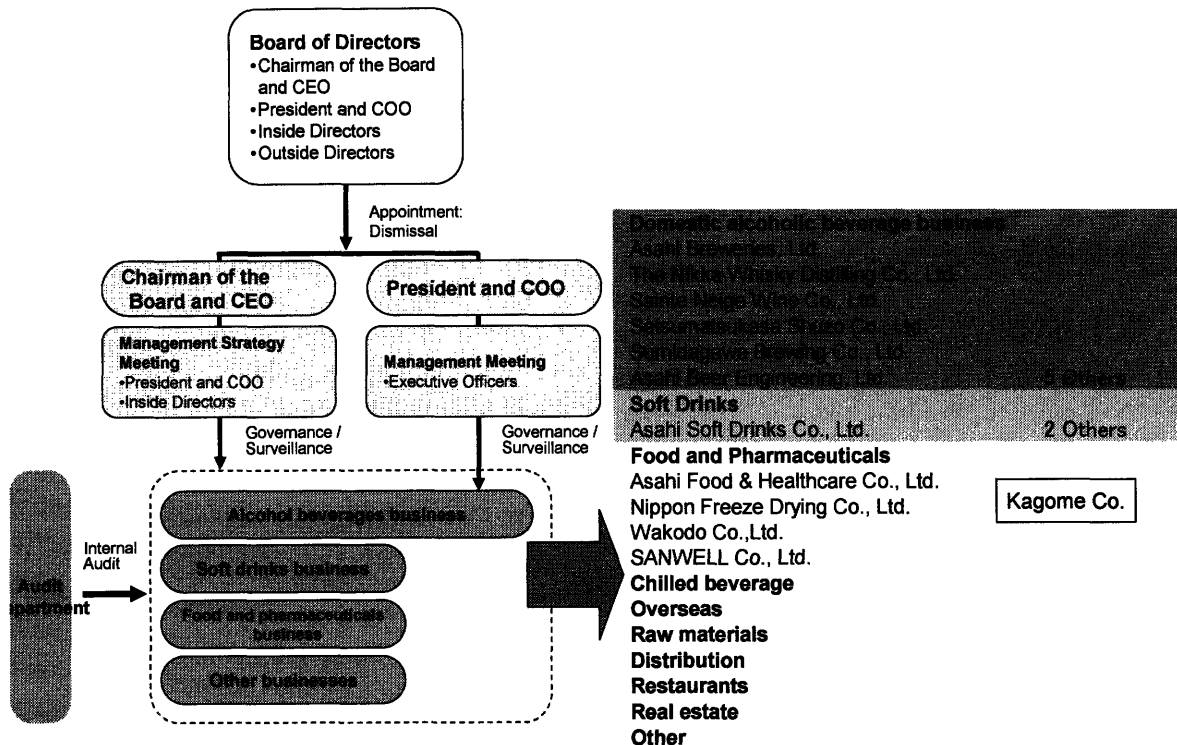 Board of Directors
•Chairman of the Board
and CEO
•President and COO
•Inside Directors
•Outside Directors
Appointment:
Dismissal
Chairman of the
Board and CEO
President and COO
Management Strategy
Meeting
•President and COO
•Inside Directors
Management Meeting
•Executive Officers
Governance /
Surveillance
Governance /
Surveillance
Audit
partment
Internal
Audit
Alcohol beverages business
Soft drinks business
Food and pharmaceuticals
business
Other businesses
Domestic alcoholic beverage business
Asahi Breweries, Ltd.
The Nikka Whisky Distilling Co., Ltd.
Sainte Neige Wine Co., Ltd.
Satsumatsukasa Shuzo Co., Ltd.
Brewing Co., Ltd.
Asahi Beer Engineering, Ltd. 5 Others
Soft Drinks
Asahi Soft Drinks Co., Ltd. 2 Others
Food and Pharmaceuticals
Asahi Food & Healthcare Co., Ltd.
Nippon Freeze Drying Co., Ltd.
Wakodo Co.,Ltd.
SANWELL Co., Ltd.
Kagome Co.
Chilled beverage
Overseas
Raw materials
Distribution
Restaurants
Real estate
Other